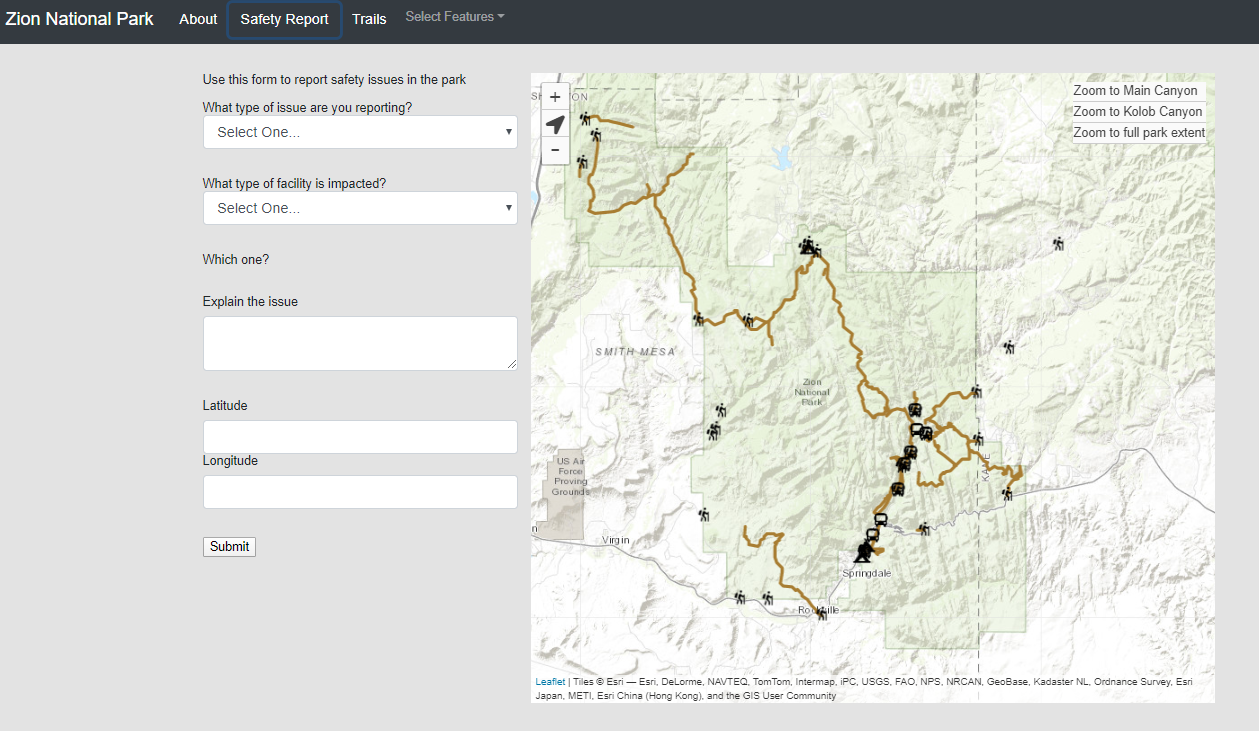 Zion National Park About Safety Report Trails Select Features
Use this form to report safety issues in the park
What type of issue are you reporting?
Select One...
What type of facility is impacted?
Select One...
Which one?
Explain the issue
Latitude
Longitude
Submit
+
−
Zoom to Main Canyon
Zoom to Kolob Canyon
Zoom to full park extent
SMITH MESA
Zion
National
Park
KANE
US Air
Force
Proving
Grounds
Virgin
Springdale
Leaflet | Tiles © Esri — Esri, DeLorme, NAVTEQ, TomTom, Intermap, iPC, USGS, FAO, NPS, NRCAN, GeoBase, Kadaster NL, Ordnance Survey, Esri
Japan, METI, Esri China (Hong Kong), and the GIS User Community